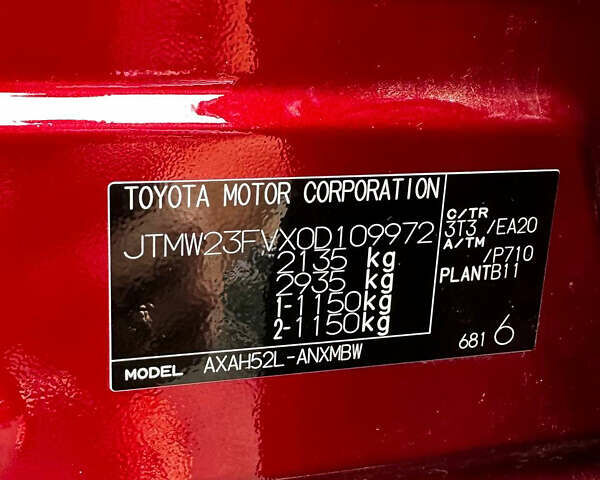 TOYOTA MOTOR CORPORATION
JTMW23FVX0D109972
2135 kg
2935 kg
1-1150kg
2-1150kg
MODEL AXAH52L-ANXMBW
C/TR
3T3 /EA20
A/TM
/P710
PLANTB11
681 6